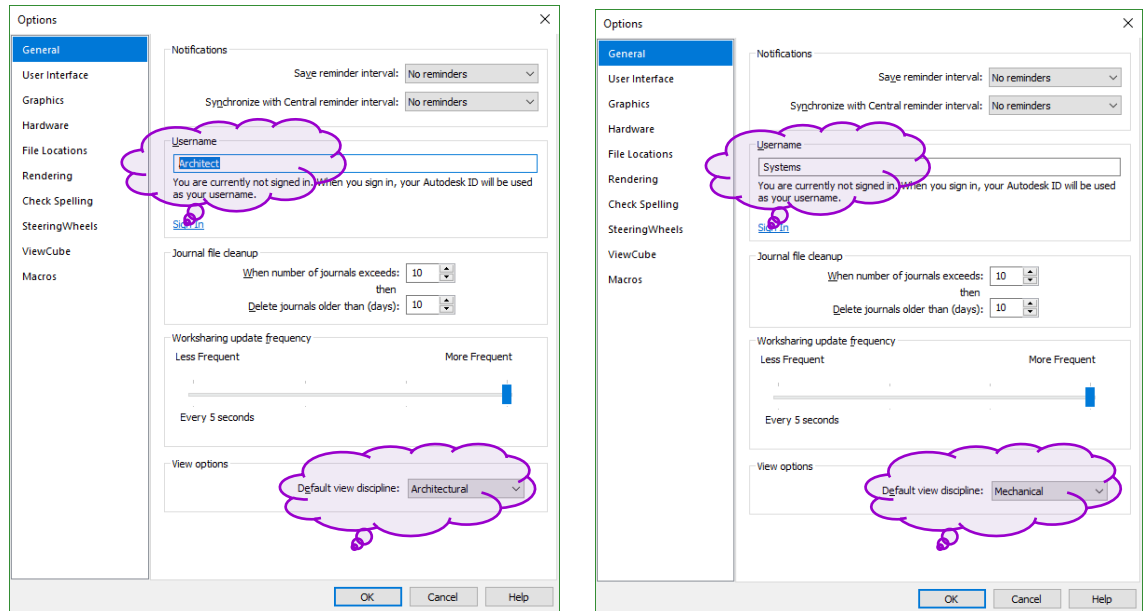 Options
General
User Interface
Graphics
Hardware
File Locations
Rendering
Check Spelling
SteeringWheels
ViewCube
Macros
Notifications
Save reminder interval: No reminders
Synchronize with Central reminder interval: No reminders
Username
Architect
You are currently not signed in. When you sign in, your Autodesk ID will be used
as your username.
Sign In
Journal file cleanup
When number of journals exceeds: 10
then
Delete journals older than (days): 10
Worksharing update frequency
Less Frequent More Frequent
Every 5 seconds
View options
Default view discipline: Architectural
OK Cancel Help
Options
General
User Interface
Graphics
Hardware
File Locations
Rendering
Check Spelling
SteeringWheels
ViewCube
Macros
Notifications
Save reminder interval: No reminders
Synchronize with Central reminder interval: No reminders
Username
Systems
You are currently not signed in. When you sign in, your Autodesk ID will be used
as your username.
Sign In
Journal file cleanup
When number of journals exceeds: 10
then
Delete journals older than (days): 10
Worksharing update frequency
Less Frequent More Frequent
Every 5 seconds
View options
Default view discipline: Mechanical
OK Cancel Help